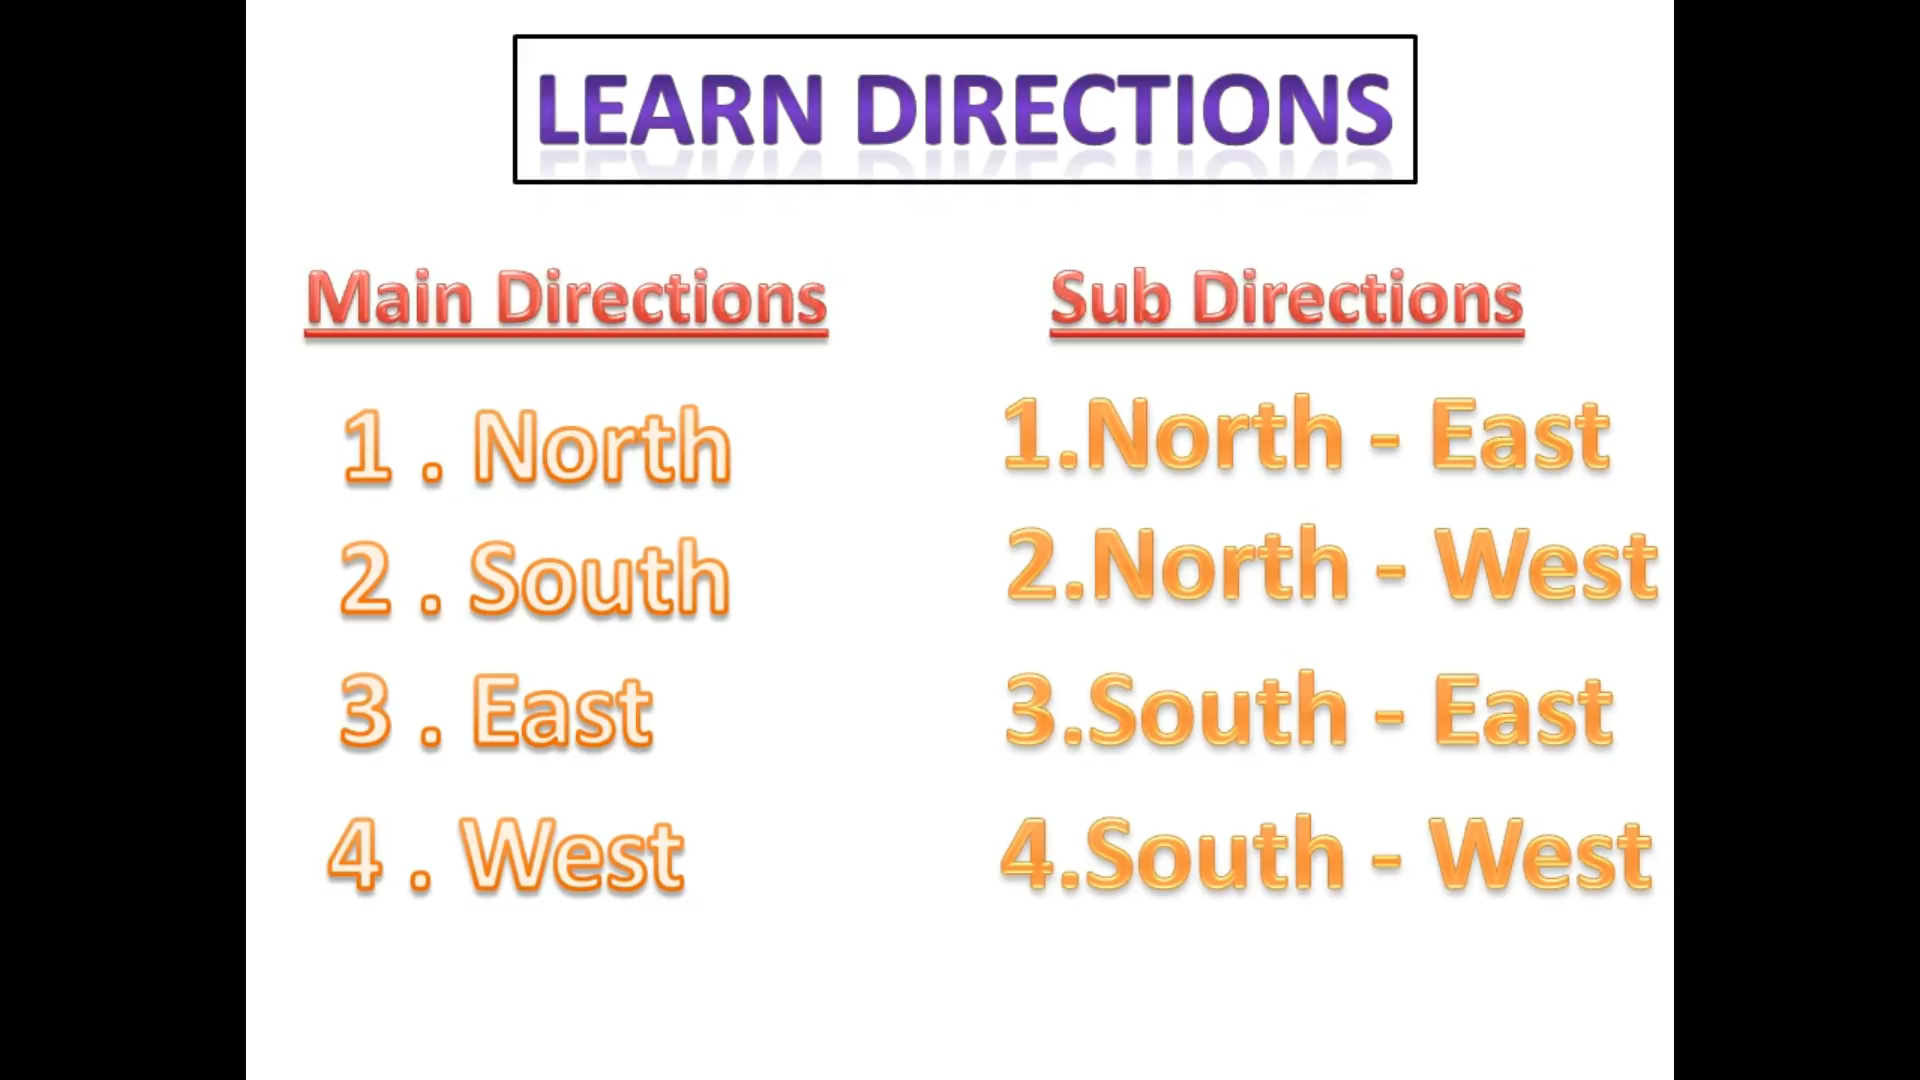 LEARN DIRECTIONS
Main Directions
1 . North
2 . South
3 . East
4 . West
Sub Directions
1.North - East
2.North - West
3.South - East
4.South - West